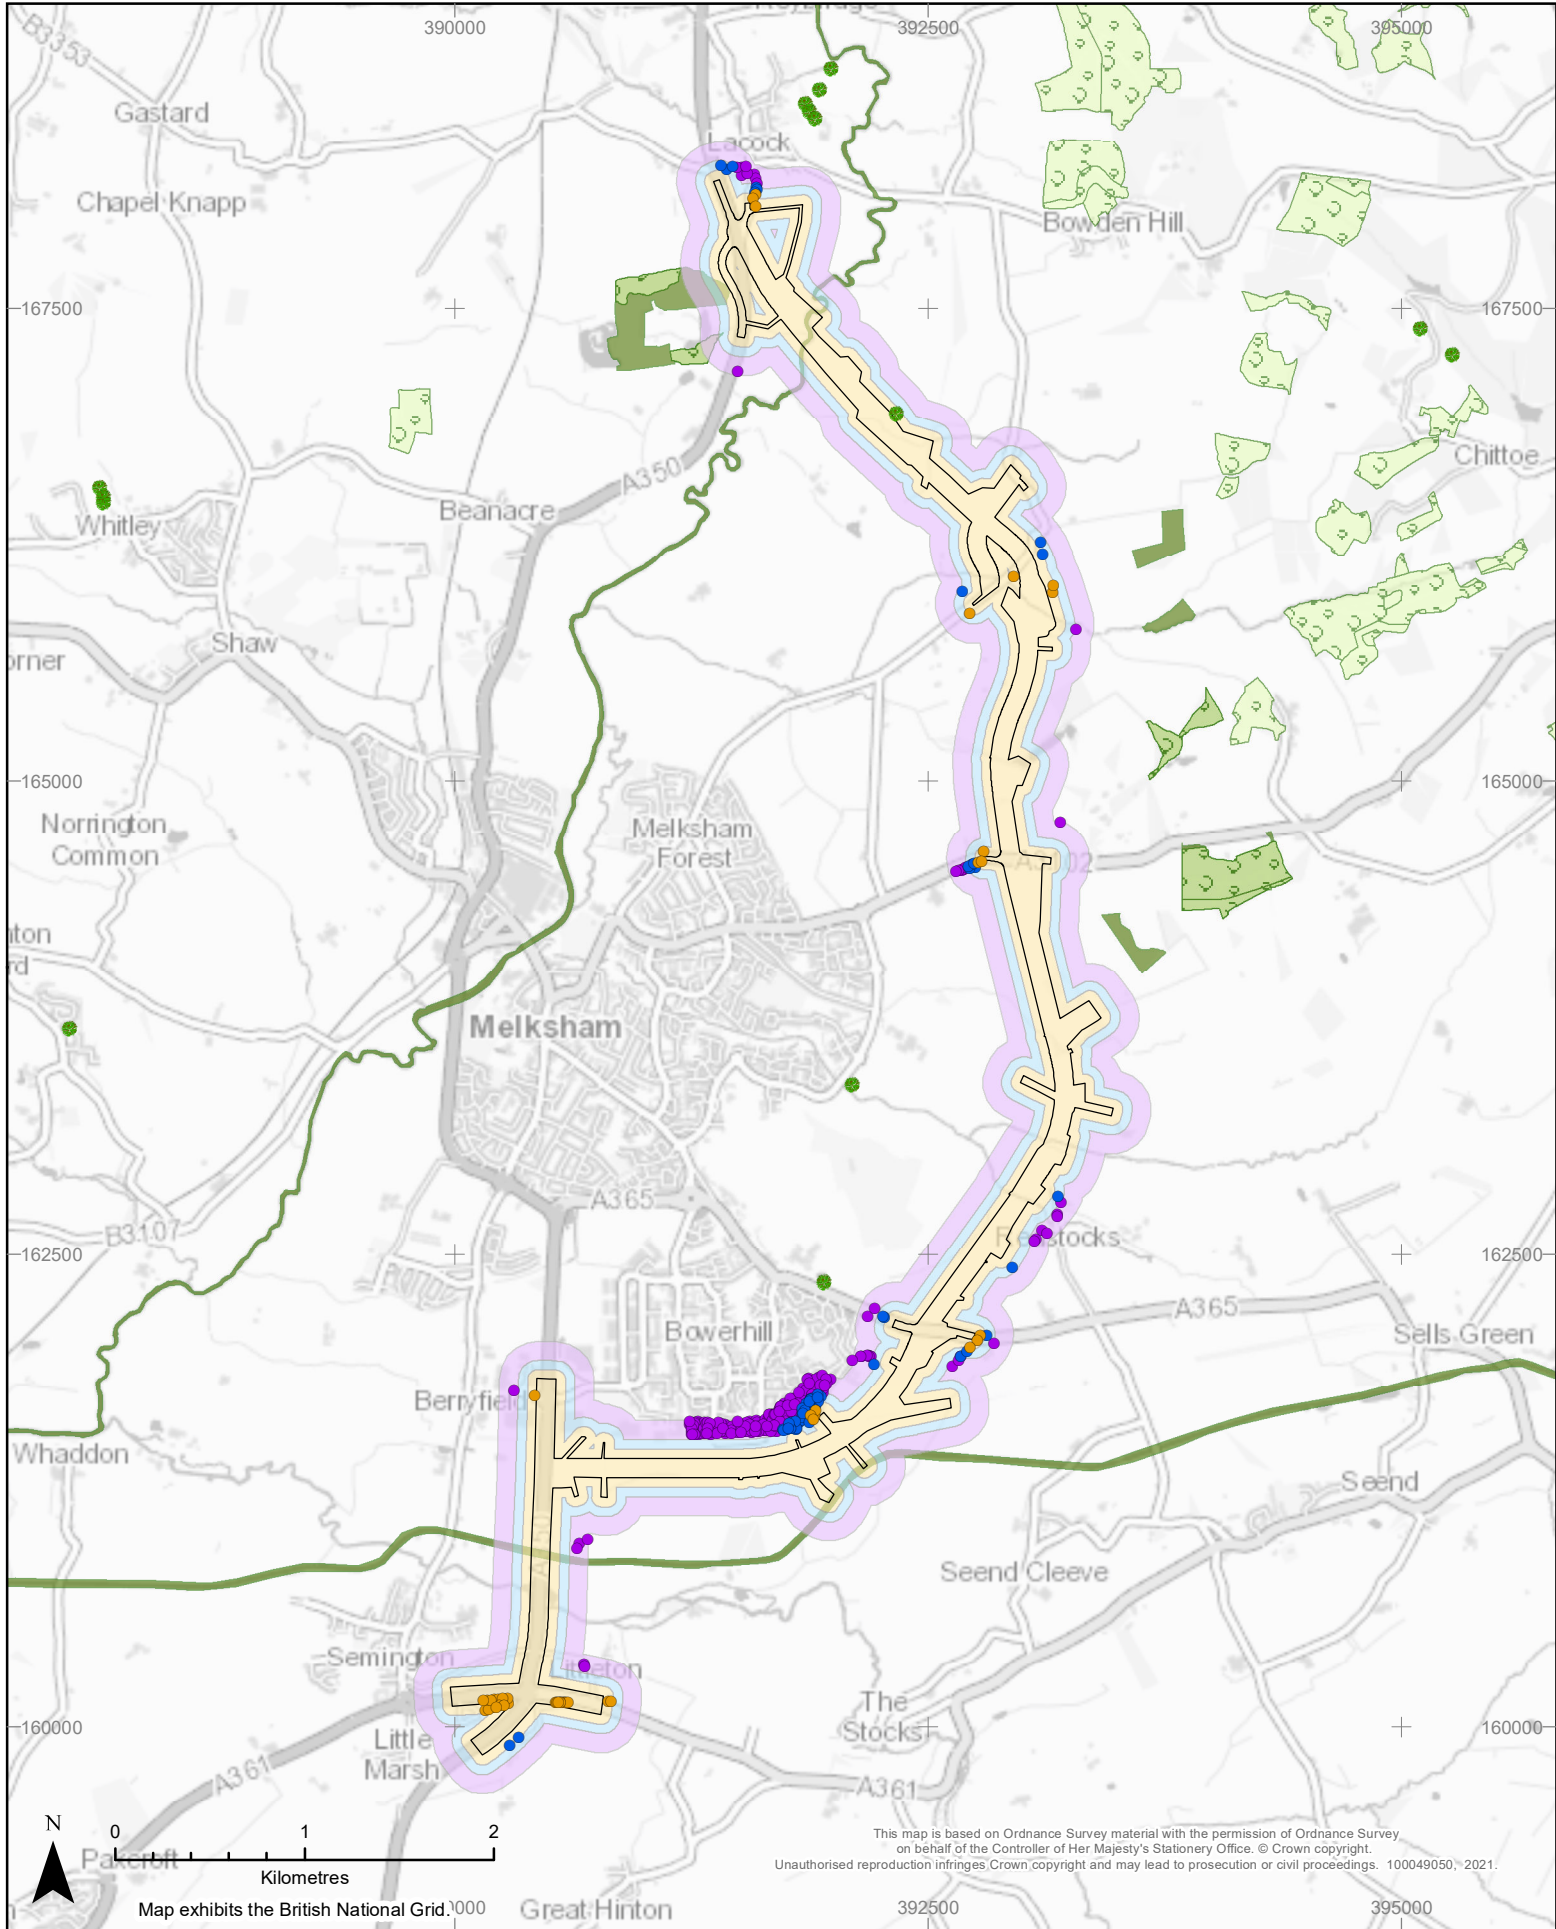 390000
392500
395000
B3353
Gastard
Lacock
Chapel Knapp
Bowden Hill
167500
167500
Chittoe
A350
Beanacre
Whitley
Shaw
orner
165000
165000
Norrington
Common
Melksham
Forest
nton
rd
Melksham
A365
B3107
162500
162500
A365
Bowerhill
Sells Green
Berryfield
Whaddon
Seend
Seend Cleeve
Semington
Littleton
The
Stocks
160000
160000
Little
Marsh
A361
A361
N
0 1 2
Kilometres
Paxcroft
This map is based on Ordnance Survey material with the permission of Ordnance Survey
on behalf of the Controller of Her Majesty's Stationery Office. © Crown copyright.
Unauthorised reproduction infringes Crown copyright and may lead to prosecution or civil proceedings. 100049050, 2021.
Map exhibits the British National Grid.
Great Hinton
392500
395000